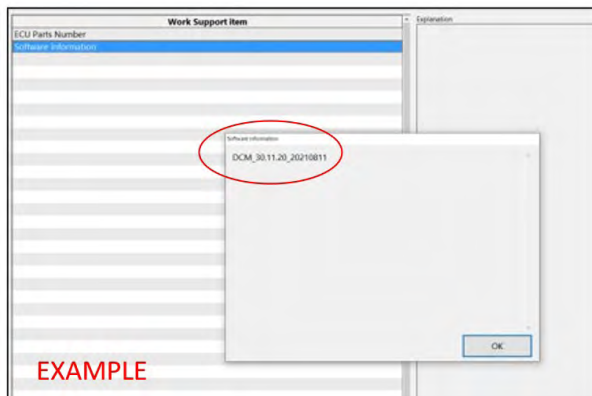 Work Support item
Explanation
ECU Parts Number
Software information
Software information
DCM_30.11.20_20210811
OK
EXAMPLE